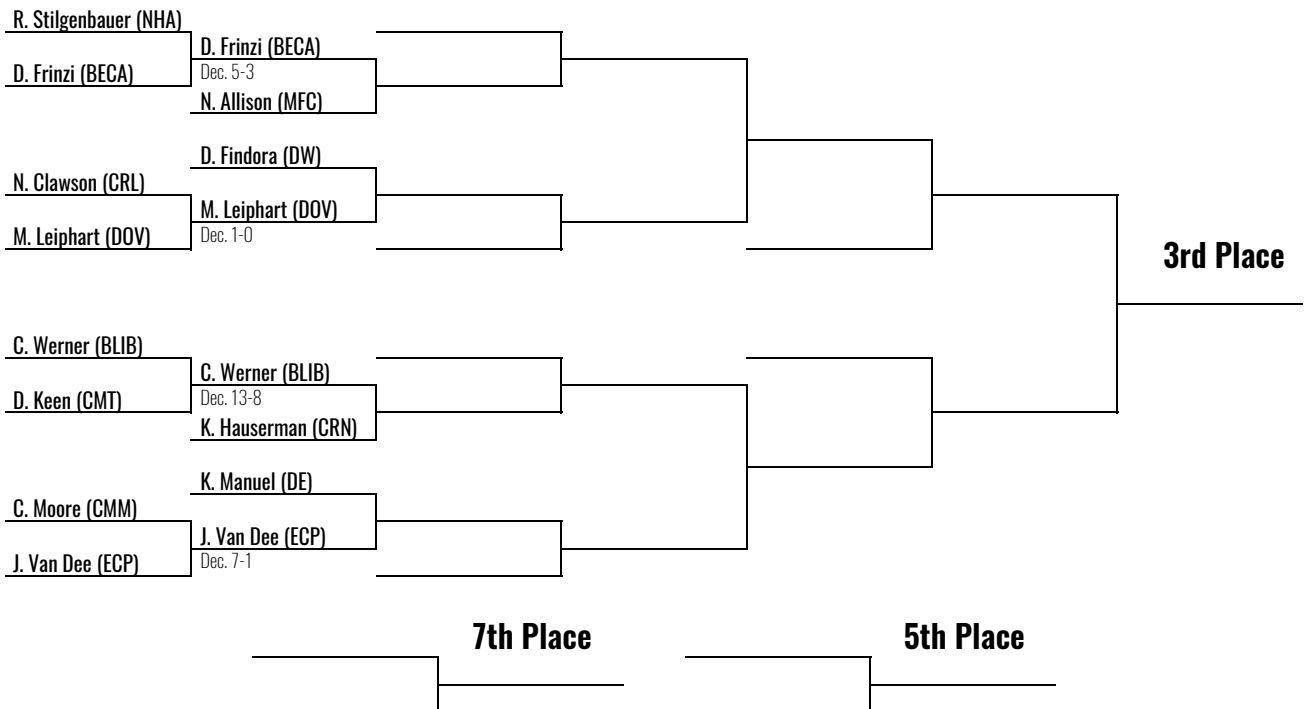 R. Stilgenbauer (NHA)
D. Frinzi (BECA)
D. Frinzi (BECA)
Dec. 5-3
N. Allison (MFC)
D. Findora (DW)
N. Clawson (CRL)
M. Leiphart (DOV)
M. Leiphart (DOV)
Dec. 1-0
3rd Place
C. Werner (BLIB)
C. Werner (BLIB)
D. Keen (CMT)
Dec. 13-8
K. Hauserman (CRN)
K. Manuel (DE)
C. Moore (CMM)
J. Van Dee (ECP)
J. Van Dee (ECP)
Dec. 7-1
7th Place
5th Place